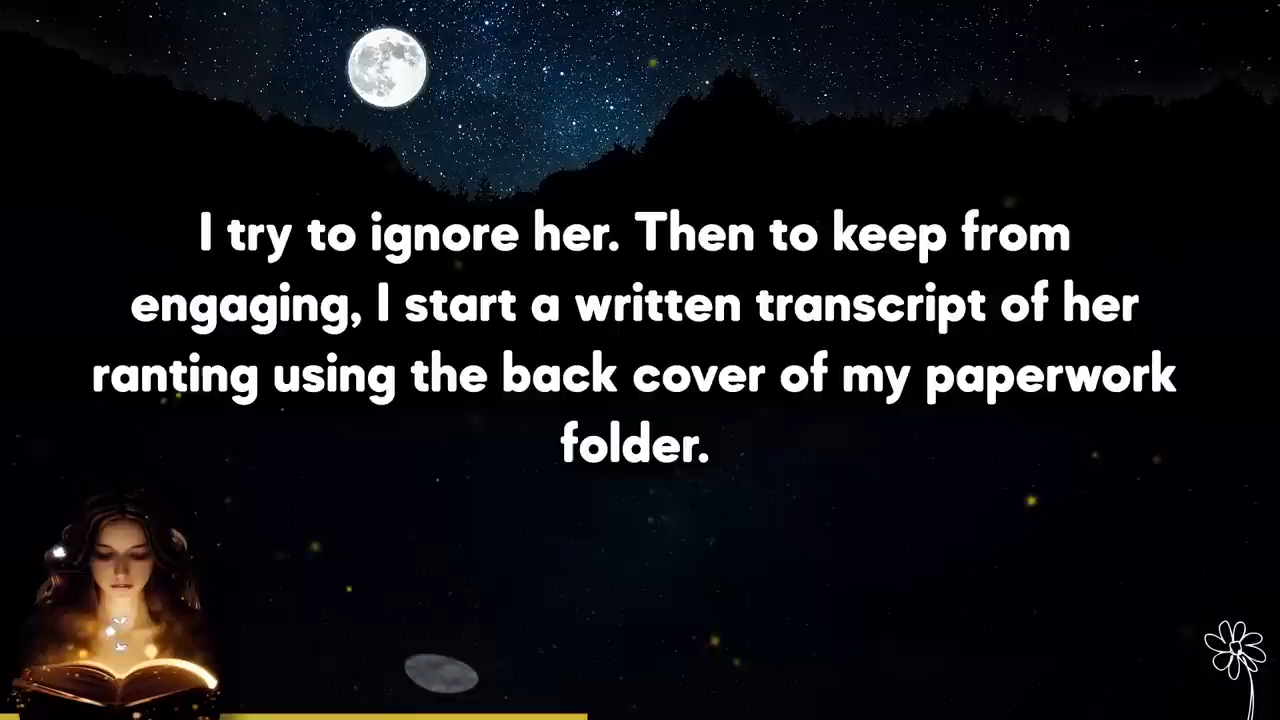 I try to ignore her. Then to keep from
engaging, I start a written transcript of her
ranting using the back cover of my paperwork
folder.